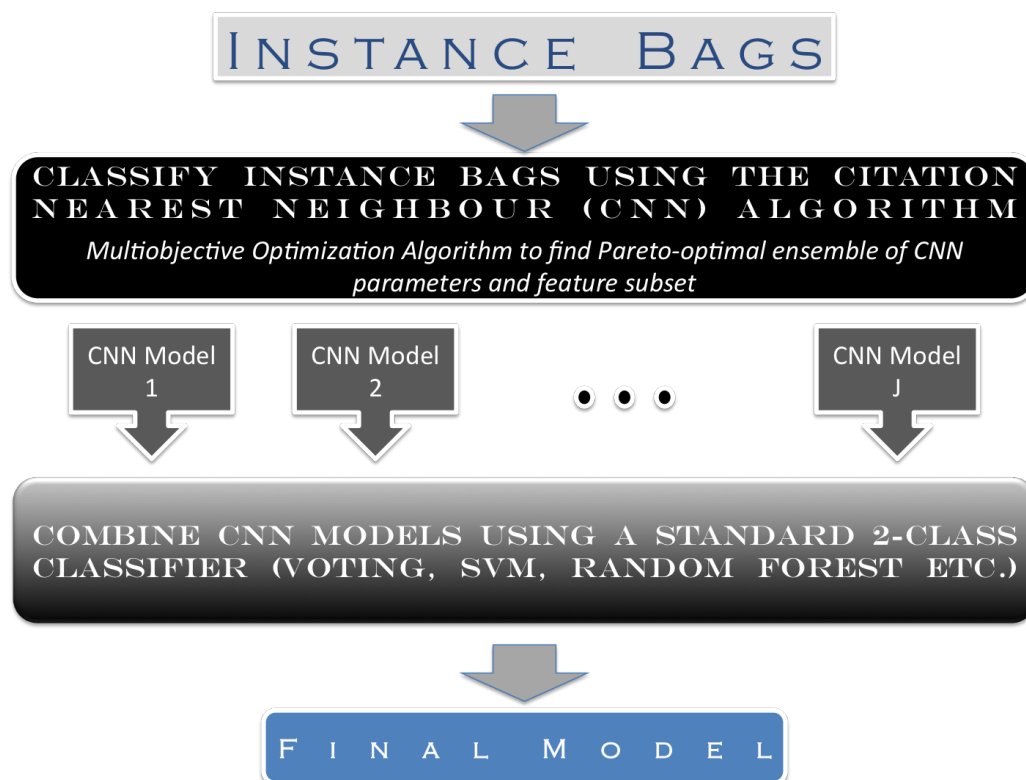 INSTANCE BAGS
CLASSIFY INSTANCE BAGS USING THE CITATION
NEAREST NEIGHBOUR (CNN) ALGORITHM
Multiobjective Optimization Algorithm to find Pareto-optimal ensemble of CNN
parameters and feature subset
CNN Model
1
CNN Model
2
CNN Model
J
COMBINE CNN MODELS USING A STANDARD 2-CLASS
CLASSIFIER (VOTING, SVM, RANDOM FOREST ETC.)
FINAL MODEL